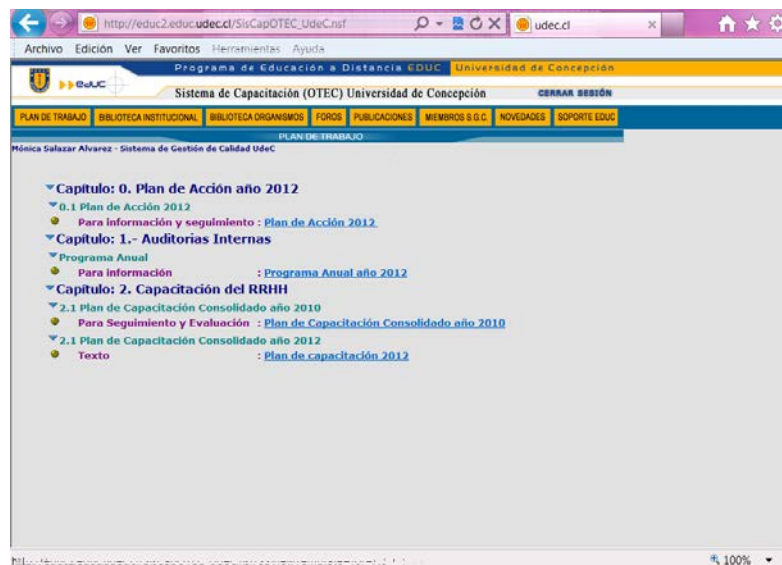 http://educ2.educ.udec.cl/SisCapOTEC_UdeC.nsf
udec.cl
Archivo Edición Ver Favoritos Herramientas Ayuda
Programa de Educación a Distancia EDUC Universidad de Concepción
educ
Sistema de Capacitación (OTEC) Universidad de Concepción CERRAR SESIÓN
PLAN DE TRABAJO BIBLIOTECA INSTITUCIONAL BIBLIOTECA ORGANISMOS FOROS PUBLICACIONES MIEMBROS S.G.C. NOVEDADES SOPORTE EDUC
PLAN DE TRABAJO
Mónica Salazar Alvarez - Sistema de Gestión de Calidad UdeC
Capítulo: 0. Plan de Acción año 2012
0.1 Plan de Acción 2012
Para información y seguimiento : Plan de Acción 2012
Capítulo: 1.- Auditorias Internas
Programa Anual
Para información : Programa Anual año 2012
Capítulo: 2. Capacitación del RRHH
2.1 Plan de Capacitación Consolidado año 2010
Para Seguimiento y Evaluación : Plan de Capacitación Consolidado año 2010
2.1 Plan de Capacitación Consolidado año 2012
Texto : Plan de capacitación 2012
100%